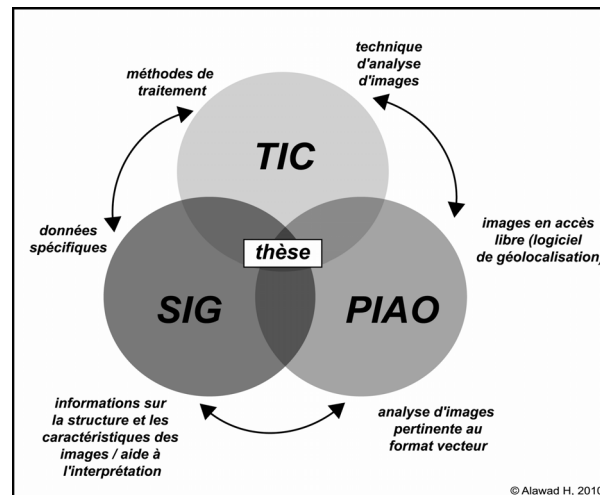 technique
d'analyse
d'images
méthodes de
traitement
TIC
données
spécifiques
images en accès
libre (logiciel
de géolocalisation)
thèse
SIG
PIAO
informations sur
la structure et les
caractéristiques des
images / aide à
l'interprétation
analyse d'images
pertinente au
format vecteur
© Alawad H, 2010